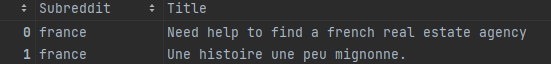 Subreddit Title
0 france Need help to find a french real estate agency
1 france Une histoire une peu mignonne.